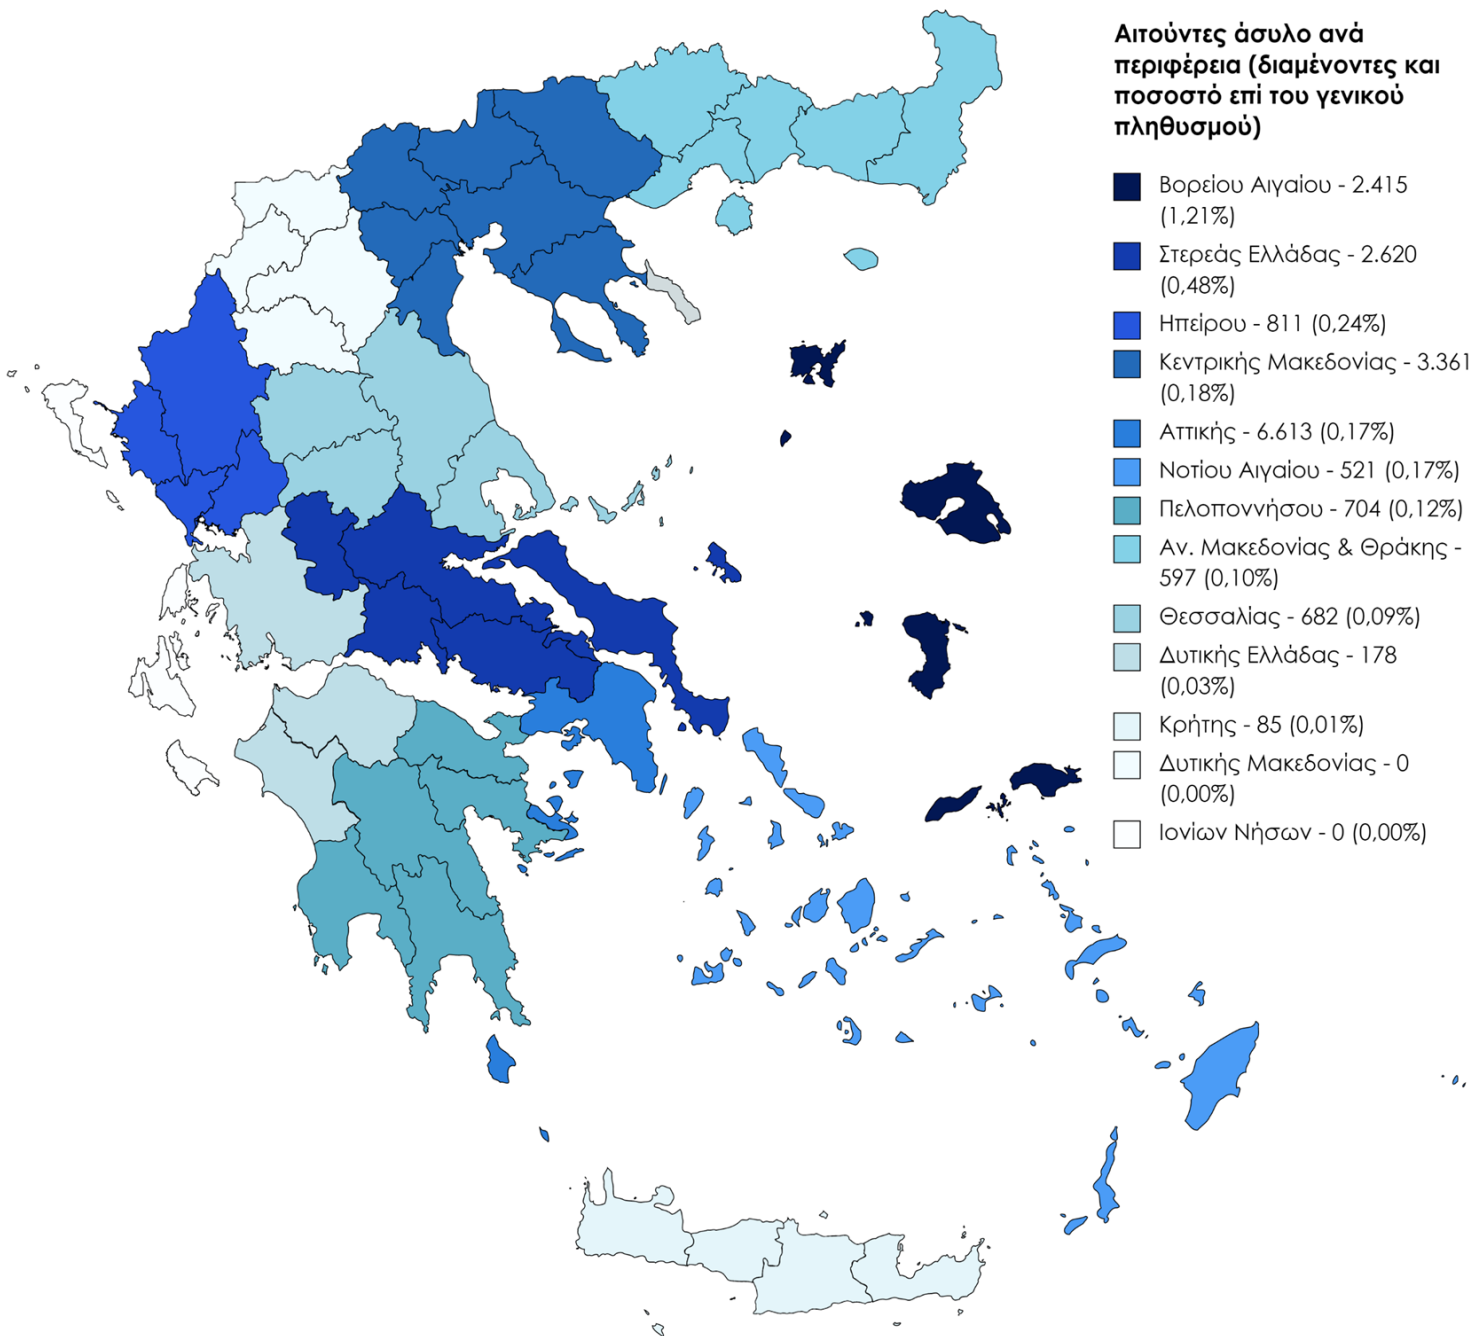 Αιτούντες άσυλο ανά
περιφέρεια (διαμένοντες και
ποσοστό επί του γενικού
πληθυσμού)
Βορείου Αιγαίου - 2.415
(1,21%)
Στερεάς Ελλάδας - 2.620
(0,48%)
Ηπείρου - 811 (0,24%)
Κεντρικής Μακεδονίας - 3.361
(0,18%)
Αττικής - 6.613 (0,17%)
Νοτίου Αιγαίου - 521 (0,17%)
Πελοποννήσου - 704 (0,12%)
Αν. Μακεδονίας & Θράκης -
597 (0,10%)
Θεσσαλίας - 682 (0,09%)
Δυτικής Ελλάδας - 178
(0,03%)
Κρήτης - 85 (0,01%)
Δυτικής Μακεδονίας - 0
(0,00%)
Ιονίων Νήσων - 0 (0,00%)